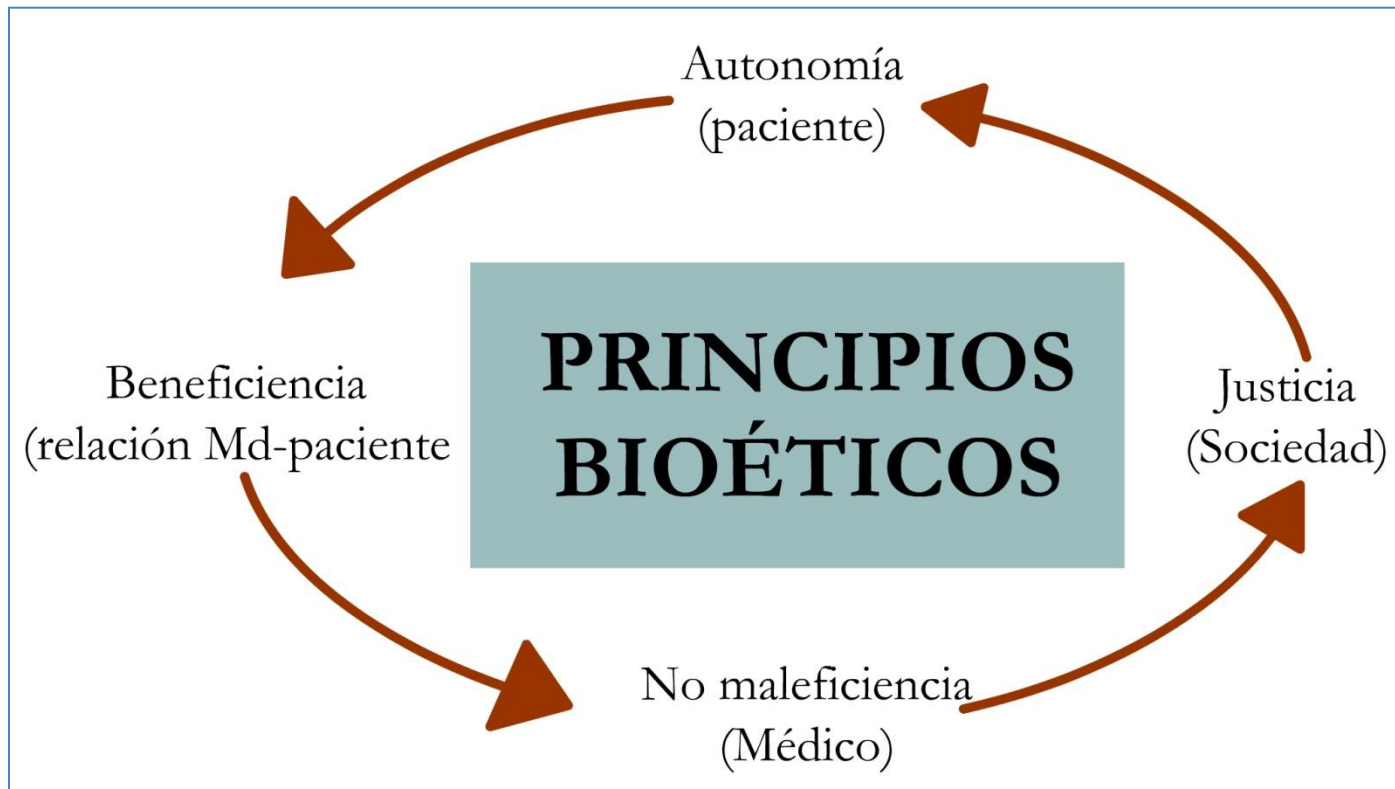 Autonomía
(paciente)
PRINCIPIOS
BIOÉTICOS
Beneficiencia
(relación Md-paciente
Justicia
(Sociedad)
No maleficiencia
(Médico)